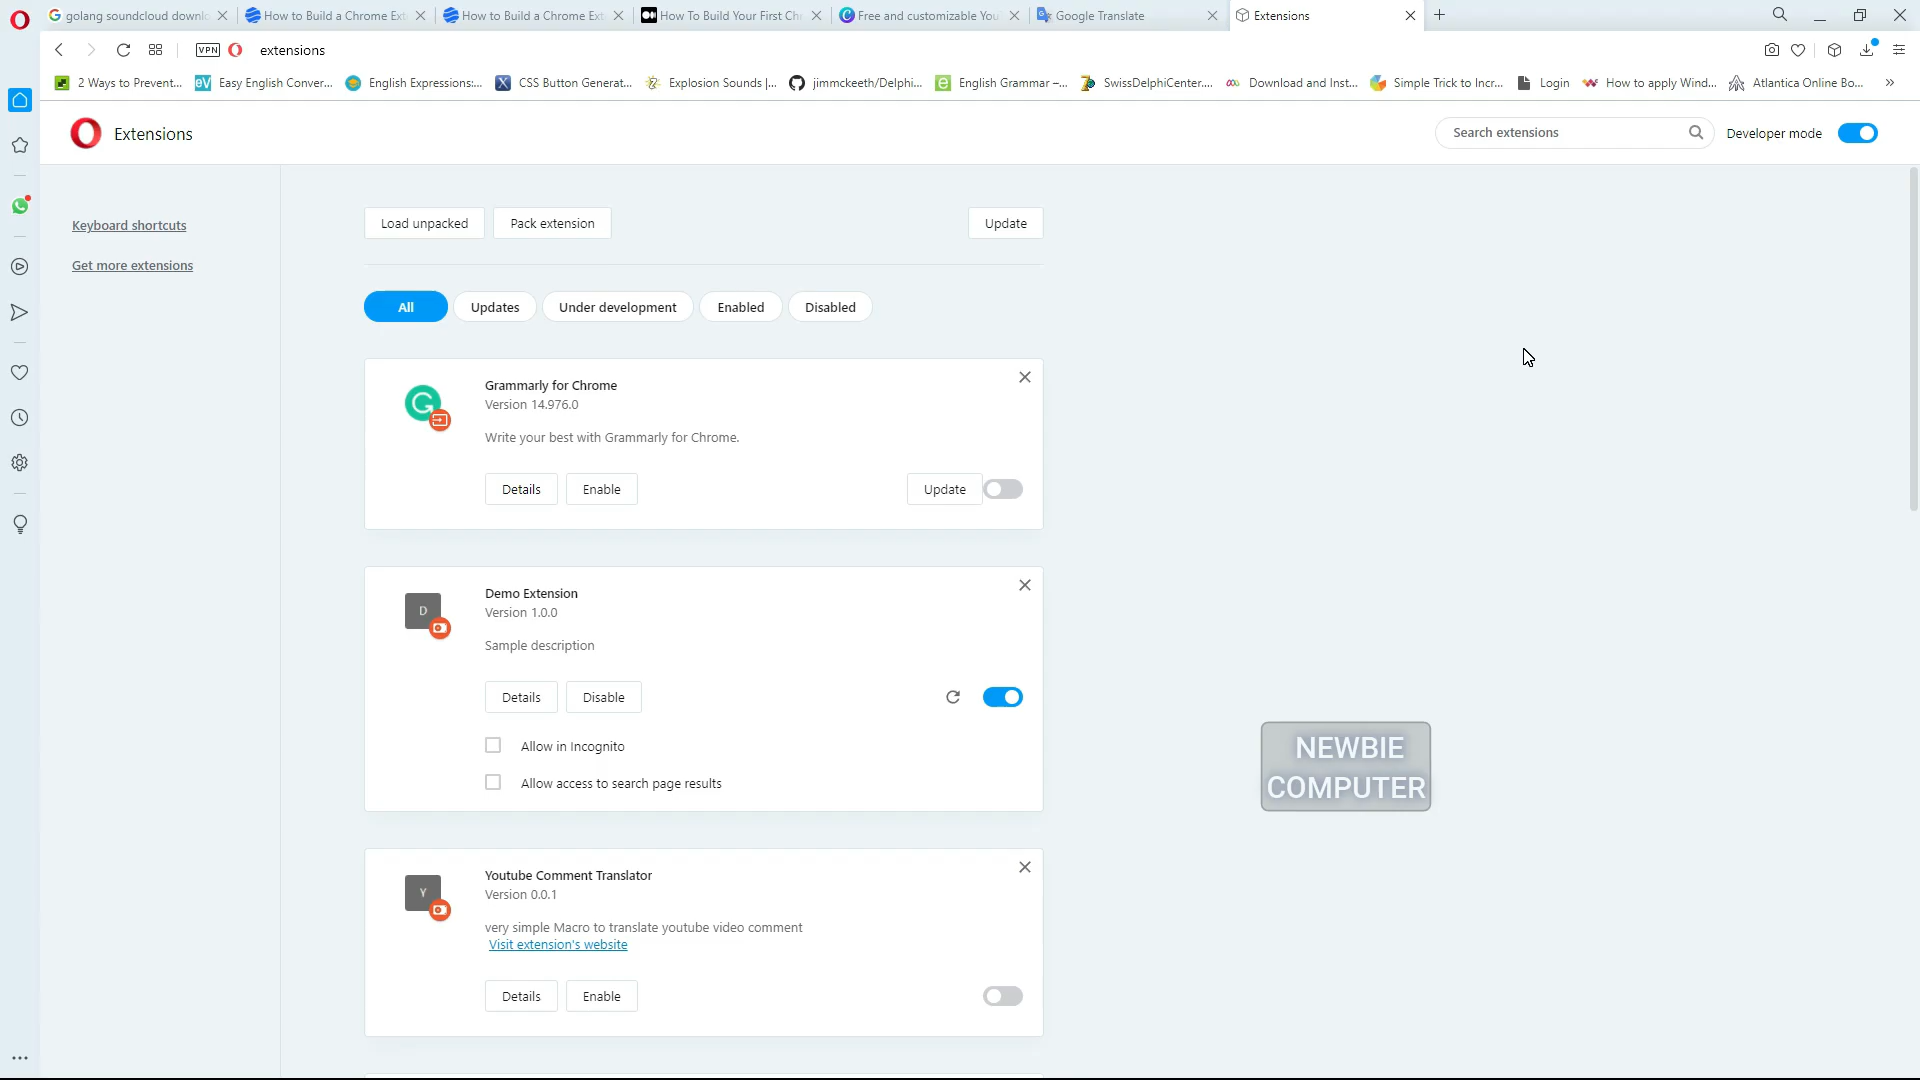 golang soundcloud downl
How to Build a Chrome Ext
How to Build a Chrome Ext
How To Build Your First Ch
Free and customizable You
Google Translate
Extensions
VPN
extensions
2 Ways to Prevent...
eV
Easy English Conver...
English Expressions:...
X
CSS Button Generat...
Explosion Sounds |...
jimmckeeth/Delphi...
e
English Grammar –...
SwissDelphiCenter....
Download and Inst...
Simple Trick to Incr...
Login
How to apply Wind...
Atlantica Online Bo...
Extensions
Search extensions
Developer mode
Keyboard shortcuts
Get more extensions
Load unpacked
Pack extension
Update
All
Updates
Under development
Enabled
Disabled
Grammarly for Chrome
Version 14.976.0
Write your best with Grammarly for Chrome.
Details
Enable
Update
Demo Extension
D
Version 1.0.0
Sample description
Details
Disable
Allow in Incognito
Allow access to search page results
NEWBIE
COMPUTER
Youtube Comment Translator
Y
Version 0.0.1
very simple Macro to translate youtube video comment
Visit extension's website
Details
Enable